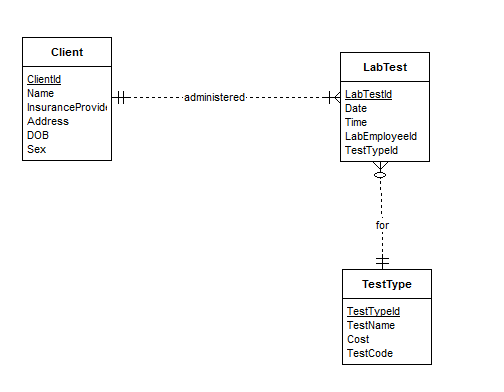 Client
ClientId
Name
InsuranceProvide
Address
DOB
Sex
administered
LabTest
LabTestId
Date
Time
LabEmployeeId
TestTypeId
for
TestType
TestTypeId
TestName
Cost
TestCode